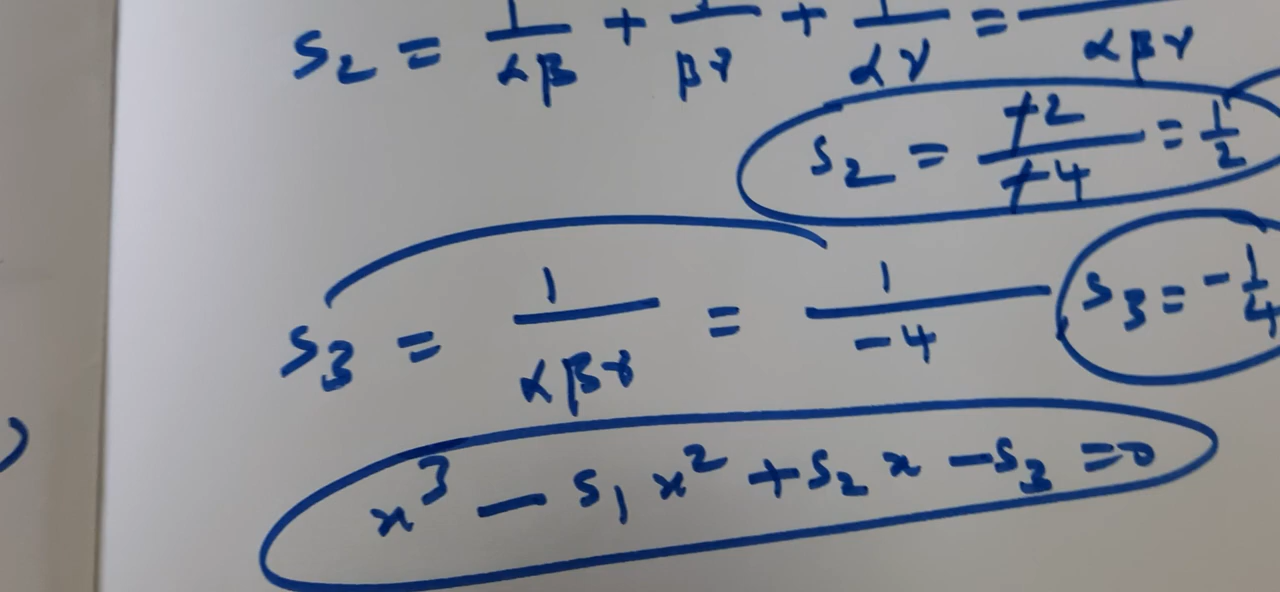 S₂ = 1/αβ + 1/βγ + 1/αγ = /αβγ
S₂ = +2/+4 = 1/2
S₃ = 1/αβγ = 1/-4 S₃ = -1/4
x³ - S₁x² + S₂x - S₃ = 0